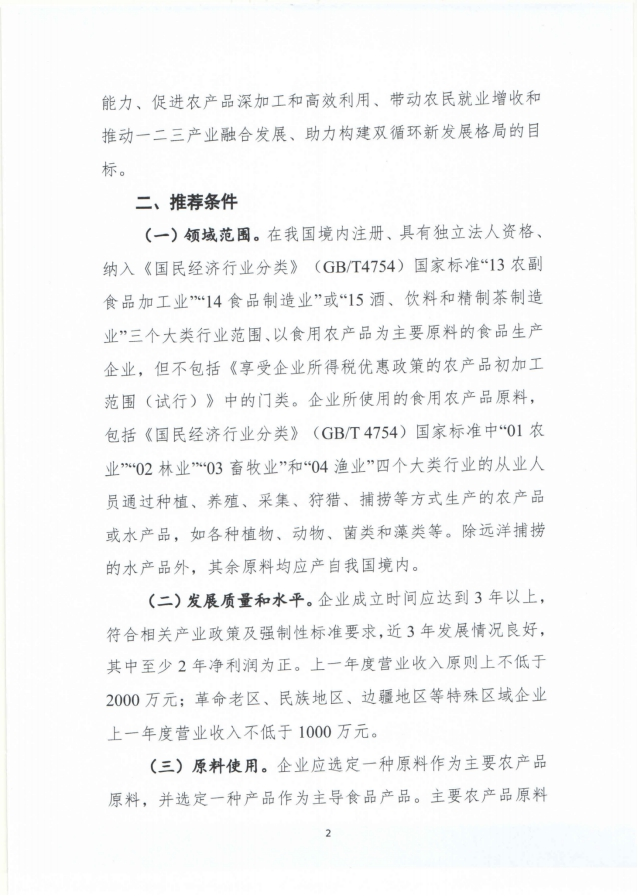 能力、促进农产品深加工和高效利用、带动农民就业增收和
推动一二三产业融合发展、助力构建双循环新发展格局的目
标。
二、推荐条件
（一）领域范围。在我国境内注册、具有独立法人资格、
纳入《国民经济行业分类》（GB/T4754）国家标准“13 农副
食品加工业”“14 食品制造业”或“15 酒、饮料和精制茶制造
业”三个大类行业范围、以食用农产品为主要原料的食品生产
企业，但不包括《享受企业所得税优惠政策的农产品初加工
范围（试行）》中的门类。企业所使用的食用农产品原料，
包括《国民经济行业分类》（GB/T 4754）国家标准中“01 农
业”“02 林业”“03 畜牧业”和“04 渔业”四个大类行业的从业人
员通过种植、养殖、采集、狩猎、捕捞等方式生产的农产品
或水产品，如各种植物、动物、菌类和藻类等。除远洋捕捞
的水产品外，其余原料均应产自我国境内。
（二）发展质量和水平。企业成立时间应达到 3 年以上，
符合相关产业政策及强制性标准要求，近 3 年发展情况良好，
其中至少 2 年净利润为正。上一年度营业收入原则上不低于
2000 万元；革命老区、民族地区、边疆地区等特殊区域企业
上一年度营业收入不低于 1000 万元。
（三）原料使用。企业应选定一种原料作为主要农产品
原料，并选定一种产品作为主导食品产品。主要农产品原料
2